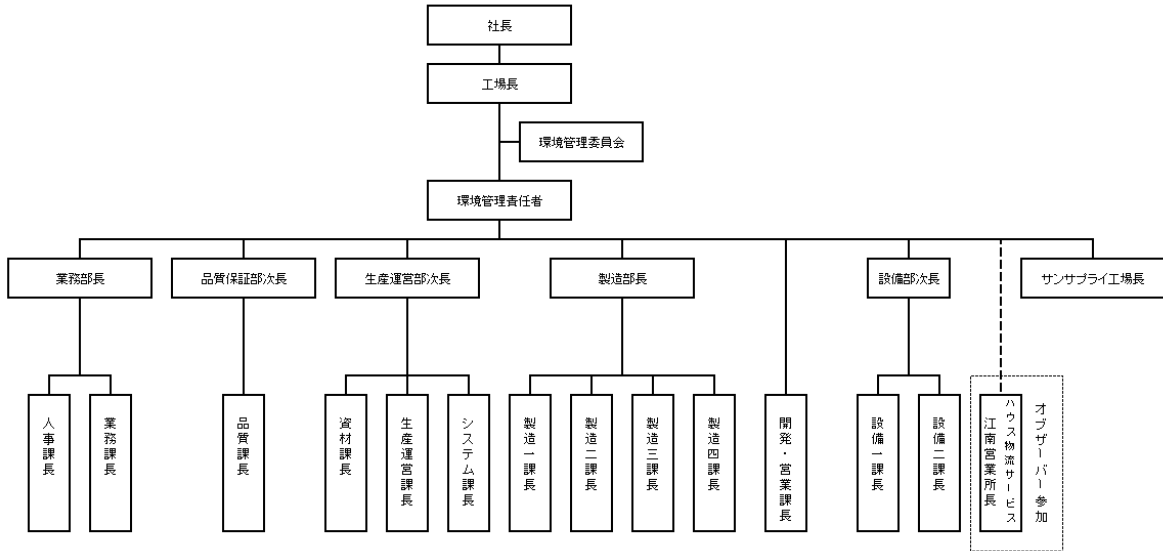 社長
工場長
環境管理委員会
環境管理責任者
業務部長
品質保証部次長
生産運営部次長
製造部長
設備部次長
サンサプライ工場長
人事課長
業務課長
品質課長
資材課長
生産運営課長
システム課長
製造一課長
製造二課長
製造三課長
製造四課長
開発・営業課長
設備一課長
設備二課長
ハウス物流サービス
江南営業所長
オブザーバー参加